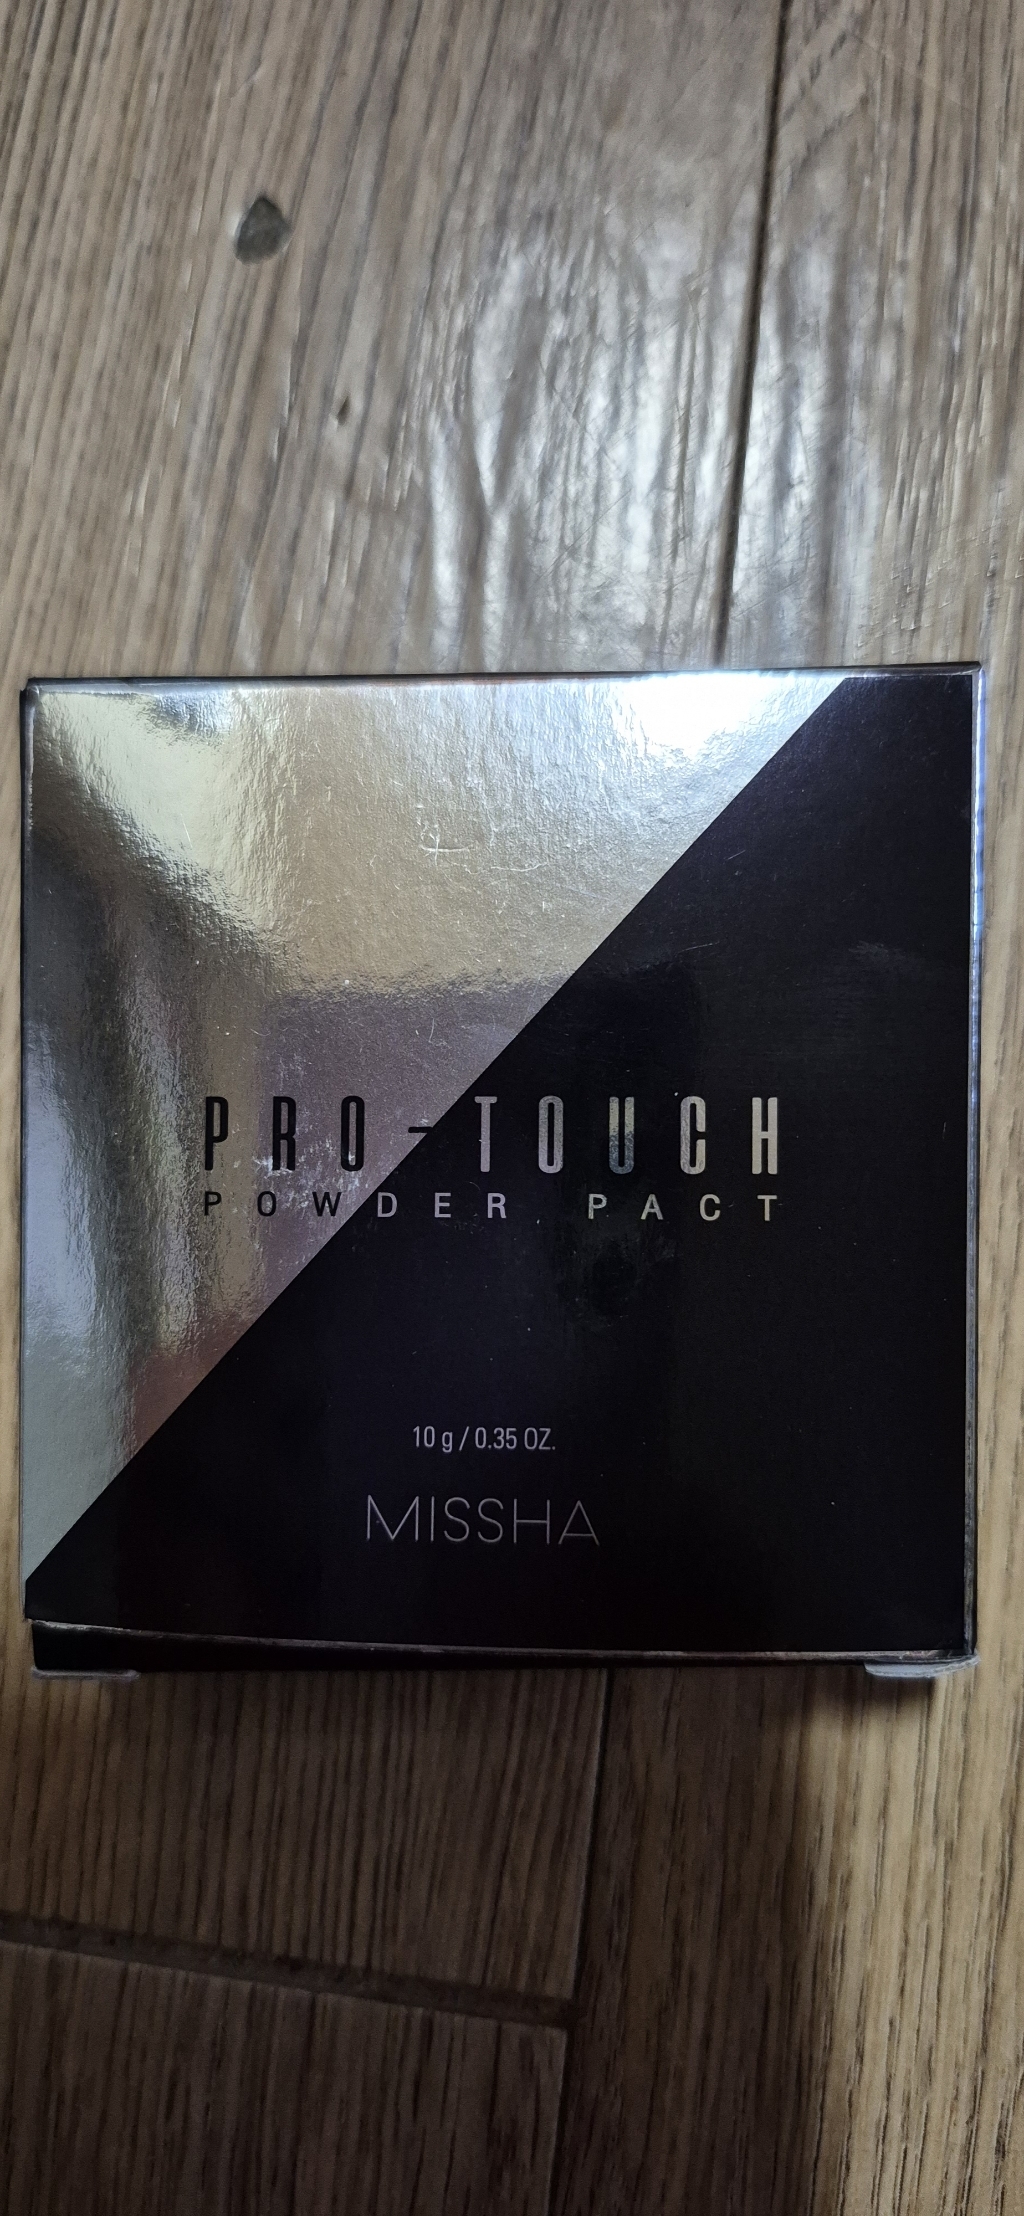 PRO-TOUCH
POWDER PACT
10 g / 0.35 OZ.
MISSHA